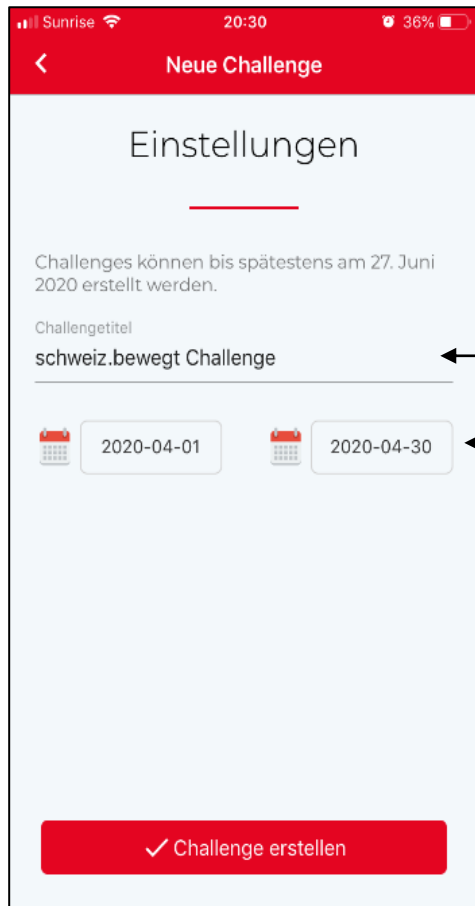 Sunrise 20:30 36%
Neue Challenge
Einstellungen
Challenges können bis spätestens am 27. Juni
2020 erstellt werden.
Challengetitel
schweiz.bewegt Challenge
2020-04-01 2020-04-30
Challenge erstellen